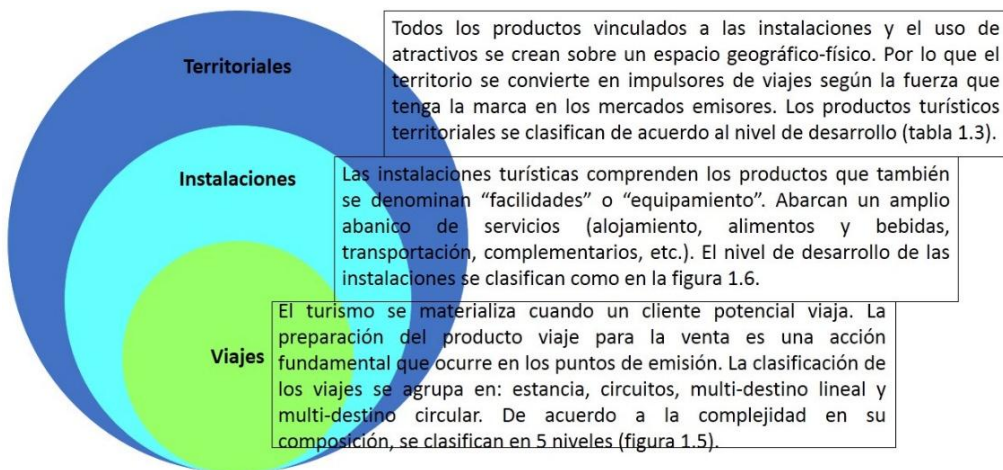 Territoriales
Todos los productos vinculados a las instalaciones y el uso de
atractivos se crean sobre un espacio geográfico-físico. Por lo que el
territorio se convierte en impulsores de viajes según la fuerza que
tenga la marca en los mercados emisores. Los productos turísticos
territoriales se clasifican de acuerdo al nivel de desarrollo (tabla 1.3).
Instalaciones
Las instalaciones turísticas comprenden los productos que también
se denominan “facilidades” o “equipamiento”. Abarcan un amplio
abanico de servicios (alojamiento, alimentos y bebidas,
transportación, complementarios, etc.). El nivel de desarrollo de las
instalaciones se clasifican como en la figura 1.6.
Viajes
El turismo se materializa cuando un cliente potencial viaja. La
preparación del producto viaje para la venta es una acción
fundamental que ocurre en los puntos de emisión. La clasificación de
los viajes se agrupa en: estancia, circuitos, multi-destino lineal y
multi-destino circular. De acuerdo a la complejidad en su
composición, se clasifican en 5 niveles (figura 1.5).